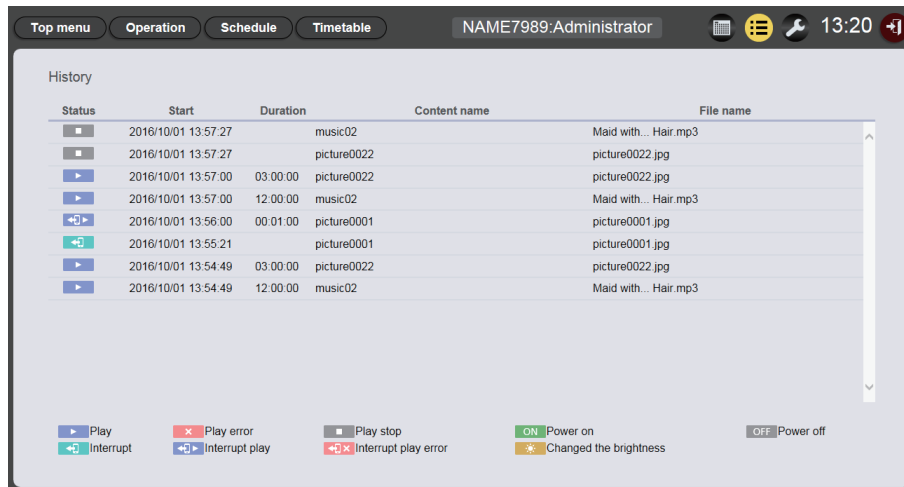 Top menu Operation Schedule Timetable NAME7989:Administrator 13:20
History
Status Start Duration Content name File name
2016/10/01 13:57:27 music02 Maid with... Hair.mp3
2016/10/01 13:57:27 picture0022 picture0022.jpg
2016/10/01 13:57:00 03:00:00 picture0022 picture0022.jpg
2016/10/01 13:57:00 12:00:00 music02 Maid with... Hair.mp3
2016/10/01 13:56:00 00:01:00 picture0001 picture0001.jpg
2016/10/01 13:55:21 picture0001 picture0001.jpg
2016/10/01 13:54:49 03:00:00 picture0022 picture0022.jpg
2016/10/01 13:54:49 12:00:00 music02 Maid with... Hair.mp3
Play Play error Play stop ON Power on OFF Power off
Interrupt Interrupt play Interrupt play error Changed the brightness